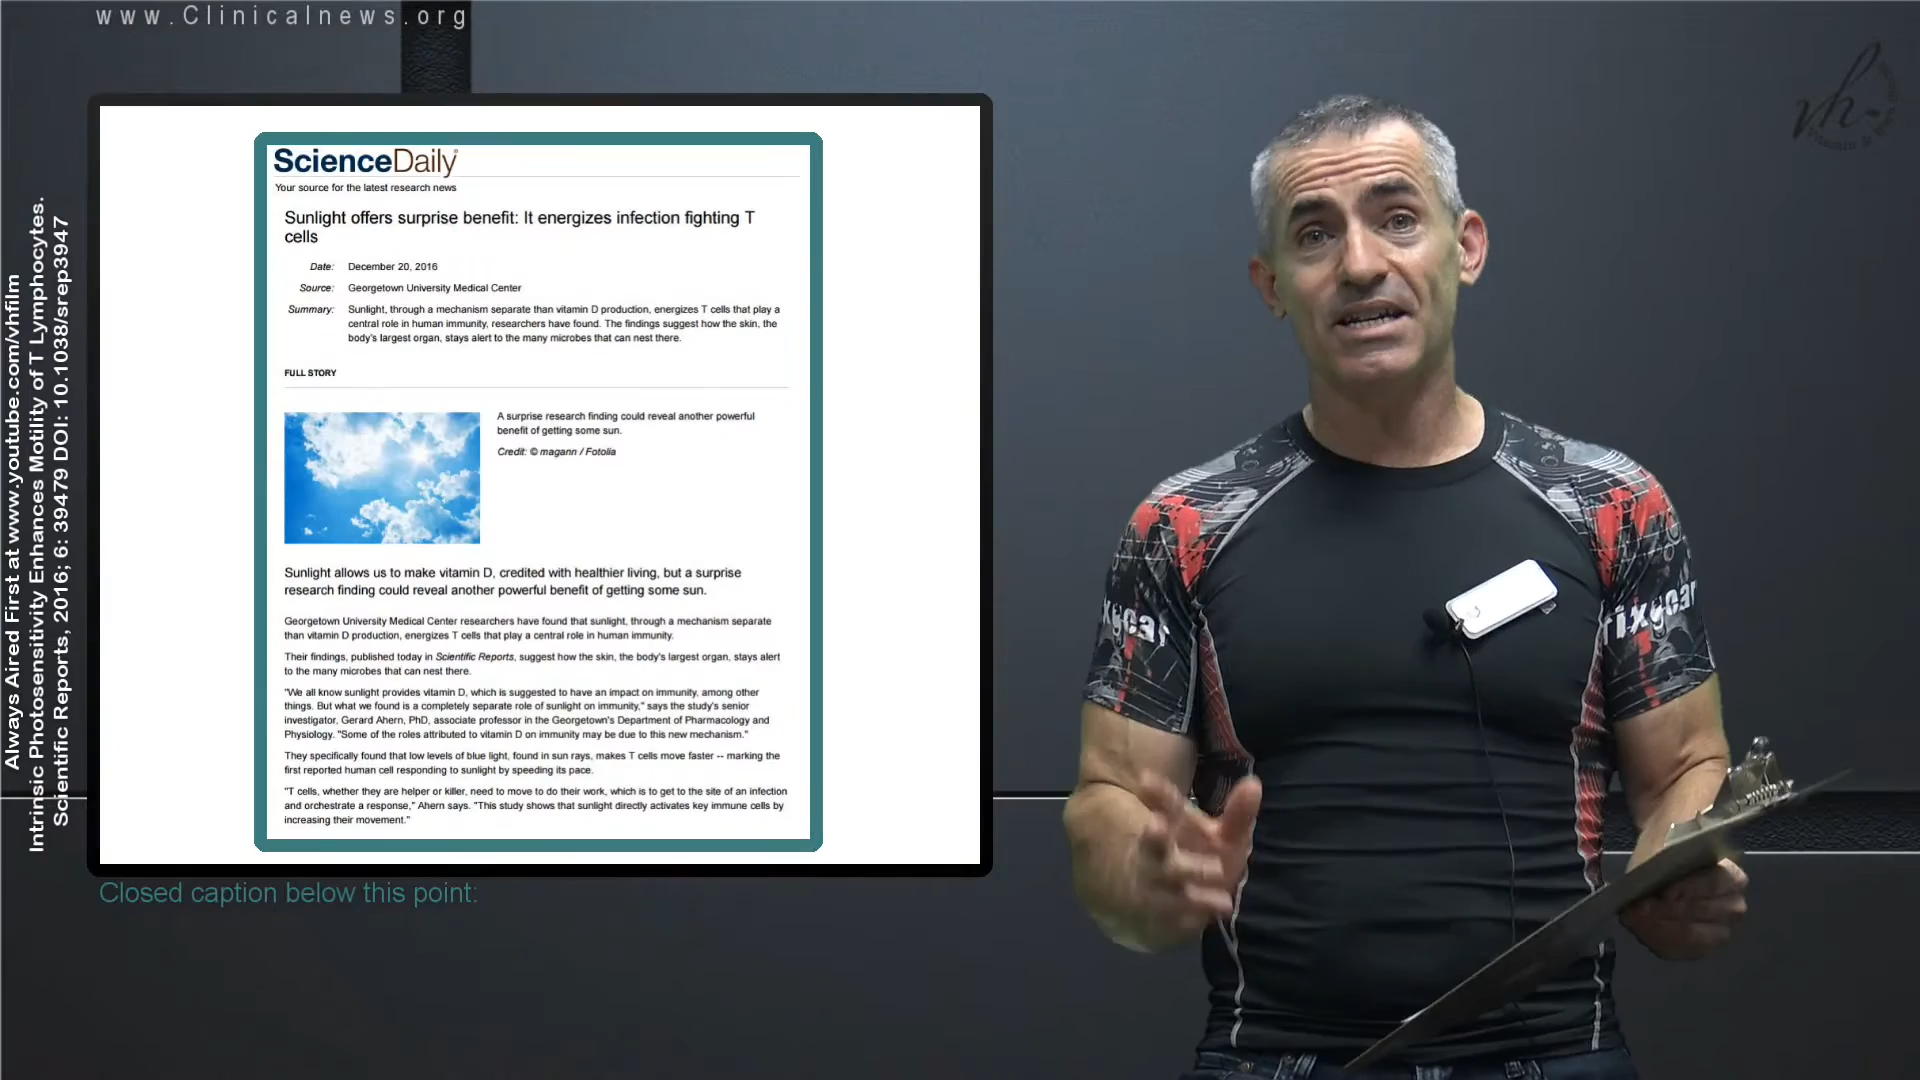 www.Clinicalnews.org
Always Aired First at www.youtube.com/vhfilm
Intrinsic Photosensitivity Enhances Motility of T Lymphocytes.
Scientific Reports, 2016; 6: 39479 DOI: 10.1038/srep3947
ScienceDaily
Your source for the latest research news
Sunlight offers surprise benefit: It energizes infection fighting T
cells
Date: December 20, 2016
Source: Georgetown University Medical Center
Summary: Sunlight, through a mechanism separate than vitamin D production, energizes T cells that play a
central role in human immunity, researchers have found. The findings suggest how the skin, the
body's largest organ, stays alert to the many microbes that can nest there.
FULL STORY
A surprise research finding could reveal another powerful
benefit of getting some sun.
Credit: © magann / Fotolia
Sunlight allows us to make vitamin D, credited with healthier living, but a surprise
research finding could reveal another powerful benefit of getting some sun.
Georgetown University Medical Center researchers have found that sunlight, through a mechanism separate
than vitamin D production, energizes T cells that play a central role in human immunity.
Their findings, published today in Scientific Reports, suggest how the skin, the body's largest organ, stays alert
to the many microbes that can nest there.
"We all know sunlight provides vitamin D, which is suggested to have an impact on immunity, among other
things. But what we found is a completely separate role of sunlight on immunity," says the study's senior
investigator, Gerard Ahern, PhD, associate professor in the Georgetown's Department of Pharmacology and
Physiology. "Some of the roles attributed to vitamin D on immunity may be due to this new mechanism."
They specifically found that low levels of blue light, found in sun rays, makes T cells move faster -- marking the
first reported human cell responding to sunlight by speeding its pace.
"T cells, whether they are helper or killer, need to move to do their work, which is to get to the site of an infection
and orchestrate a response," Ahern says. "This study shows that sunlight directly activates key immune cells by
increasing their movement."
Closed caption below this point:
vh